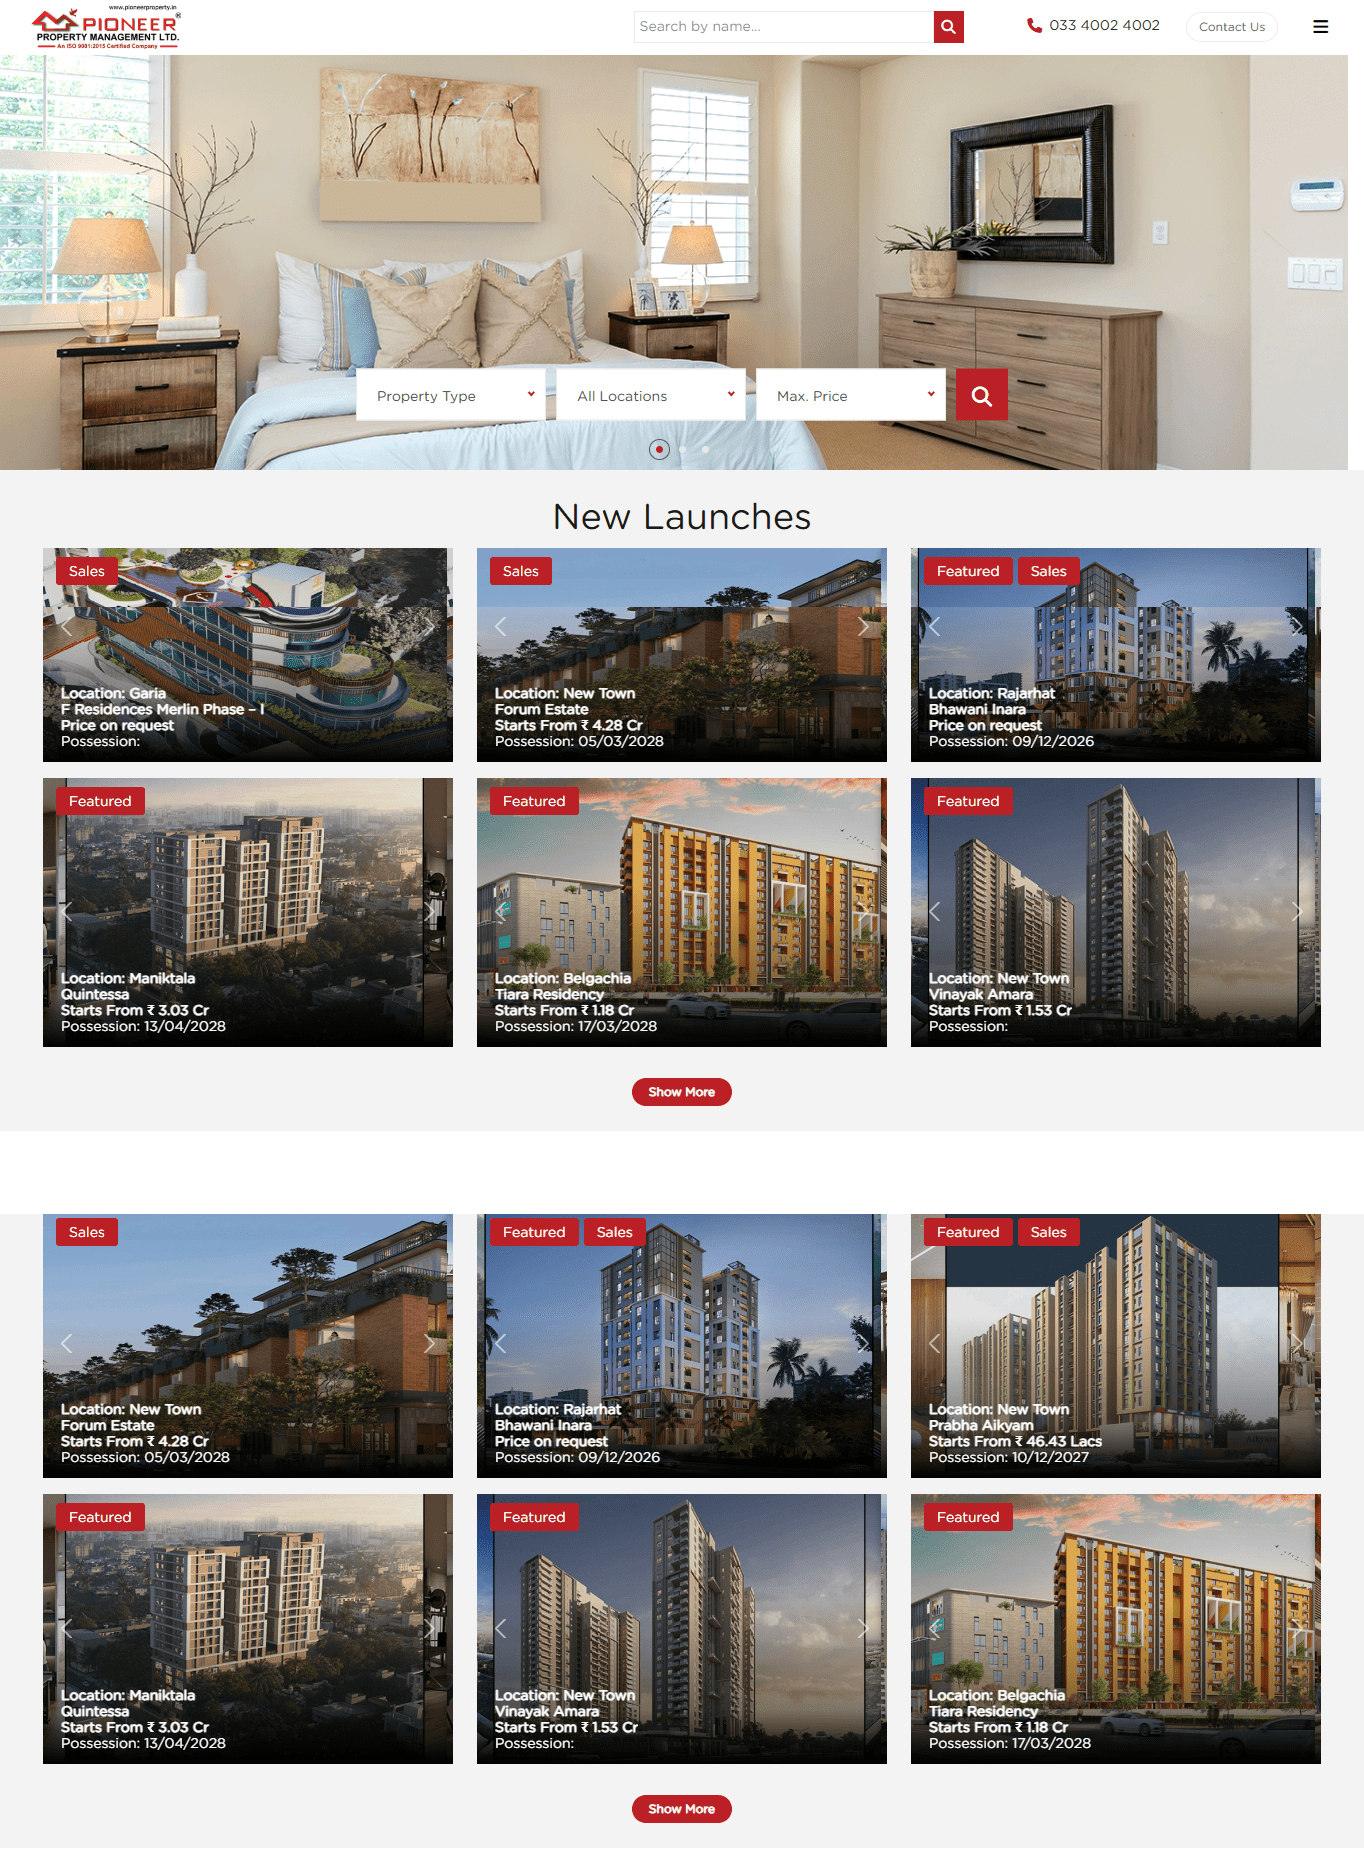 www.pioneerproperty.in
PIONEER®
PROPERTY MANAGEMENT LTD.
An ISO 9001:2015 Certified Company
Search by name...
033 4002 4002
Contact Us
Property Type
All Locations
Max. Price
New Launches
Sales
Location: Garia
F Residences Merlin Phase – I
Price on request
Possession:
Sales
Location: New Town
Forum Estate
Starts From ₹ 4.28 Cr
Possession: 05/03/2028
Featured Sales
Location: Rajarhat
Bhawani Inara
Price on request
Possession: 09/12/2026
Featured
Location: Maniktala
Quintessa
Starts From ₹ 3.03 Cr
Possession: 13/04/2028
Featured
Location: Belgachia
Tiara Residency
Starts From ₹ 1.18 Cr
Possession: 17/03/2028
Featured
Location: New Town
Vinayak Amara
Starts From ₹ 1.53 Cr
Possession:
Show More
Sales
Location: New Town
Forum Estate
Starts From ₹ 4.28 Cr
Possession: 05/03/2028
Featured Sales
Location: Rajarhat
Bhawani Inara
Price on request
Possession: 09/12/2026
Featured Sales
Location: New Town
Prabha Aikyam
Starts From ₹ 46.43 Lacs
Possession: 10/12/2027
Featured
Location: Maniktala
Quintessa
Starts From ₹ 3.03 Cr
Possession: 13/04/2028
Featured
Location: New Town
Vinayak Amara
Starts From ₹ 1.53 Cr
Possession:
Featured
Location: Belgachia
Tiara Residency
Starts From ₹ 1.18 Cr
Possession: 17/03/2028
Show More